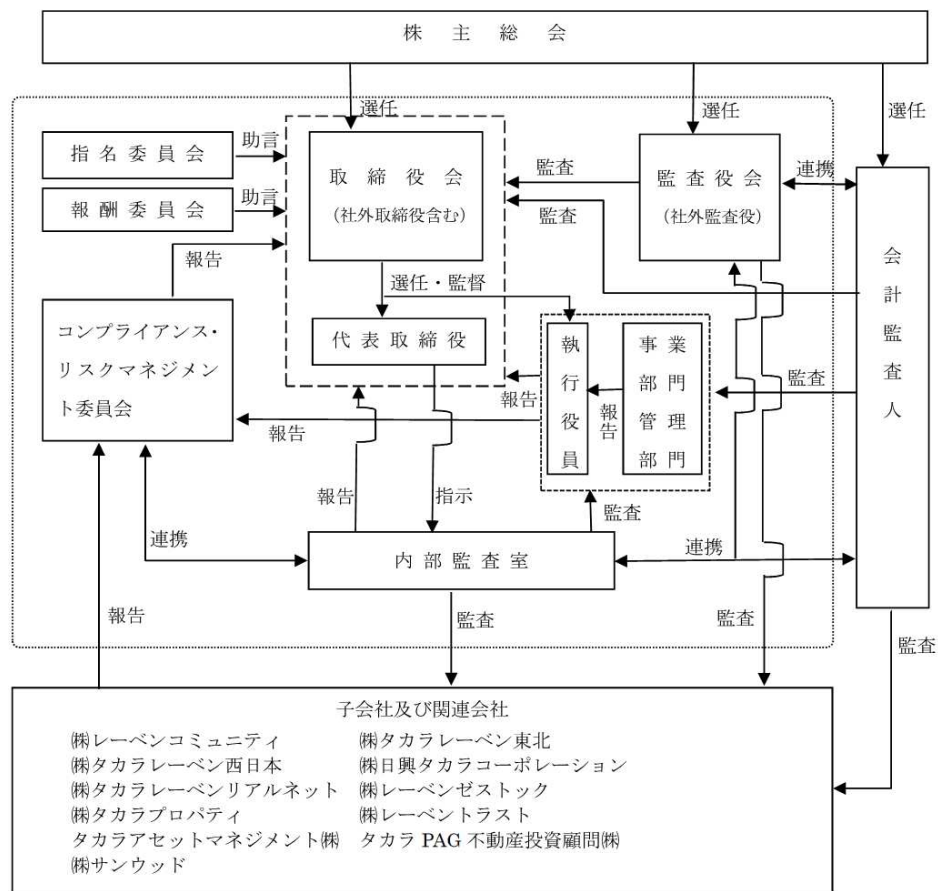 株主総会
選任
選任
選任
指名委員会
助言
報酬委員会
助言
取締役会
（社外取締役含む）
監査
監査
監査役会
（社外監査役）
連携
会計監査人
報告
選任・監督
代表取締役
コンプライアンス・
リスクマネジメン
ト委員会
執行役員
報告
事業部門管理部門
監査
報告
報告
報告
指示
監査
連携
内部監査室
連携
報告
監査
監査
監査
子会社及び関連会社
㈱レーベンコミュニティ ㈱タカラレーベン東北
㈱タカラレーベン西日本 ㈱日興タカラコーポレーション
㈱タカラレーベンリアルネット ㈱レーベンゼストック
㈱タカラプロパティ ㈱レーベントラスト
タカラアセットマネジメント㈱ タカラ PAG 不動産投資顧問㈱
㈱サンウッド